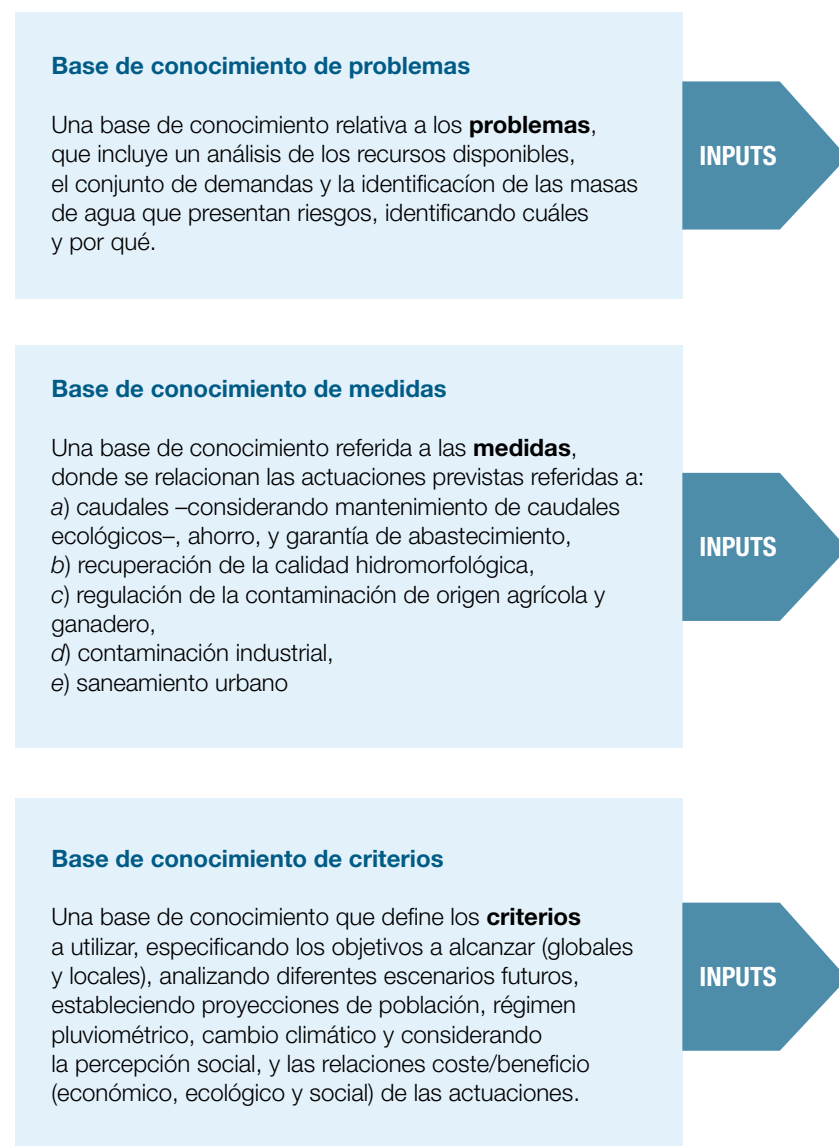 Base de conocimiento de problemas
Una base de conocimiento relativa a los problemas,
que incluye un análisis de los recursos disponibles,
el conjunto de demandas y la identificacíon de las masas
de agua que presentan riesgos, identificando cuáles
y por qué.
INPUTS
Base de conocimiento de medidas
Una base de conocimiento referida a las medidas,
donde se relacionan las actuaciones previstas referidas a:
a) caudales –considerando mantenimiento de caudales
ecológicos–, ahorro, y garantía de abastecimiento,
b) recuperación de la calidad hidromorfológica,
c) regulación de la contaminación de origen agrícola y
ganadero,
d) contaminación industrial,
e) saneamiento urbano
INPUTS
Base de conocimiento de criterios
Una base de conocimiento que define los criterios
a utilizar, especificando los objetivos a alcanzar (globales
y locales), analizando diferentes escenarios futuros,
estableciendo proyecciones de población, régimen
pluviométrico, cambio climático y considerando
la percepción social, y las relaciones coste/beneficio
(económico, ecológico y social) de las actuaciones.
INPUTS